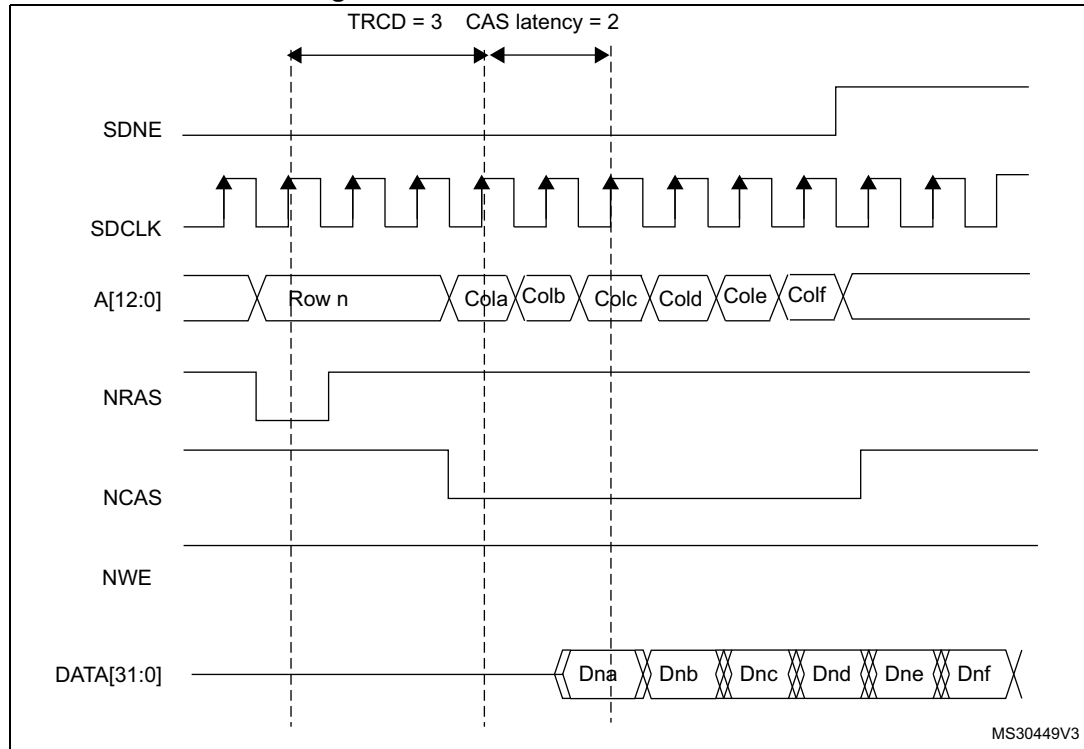 TRCD = 3 CAS latency = 2
SDNE
SDCLK
A[12:0]
Row n Cola Colb Colc Cold Cole Colf
NRAS
NCAS
NWE
DATA[31:0]
Dna Dnb Dnc Dnd Dne Dnf
MS30449V3